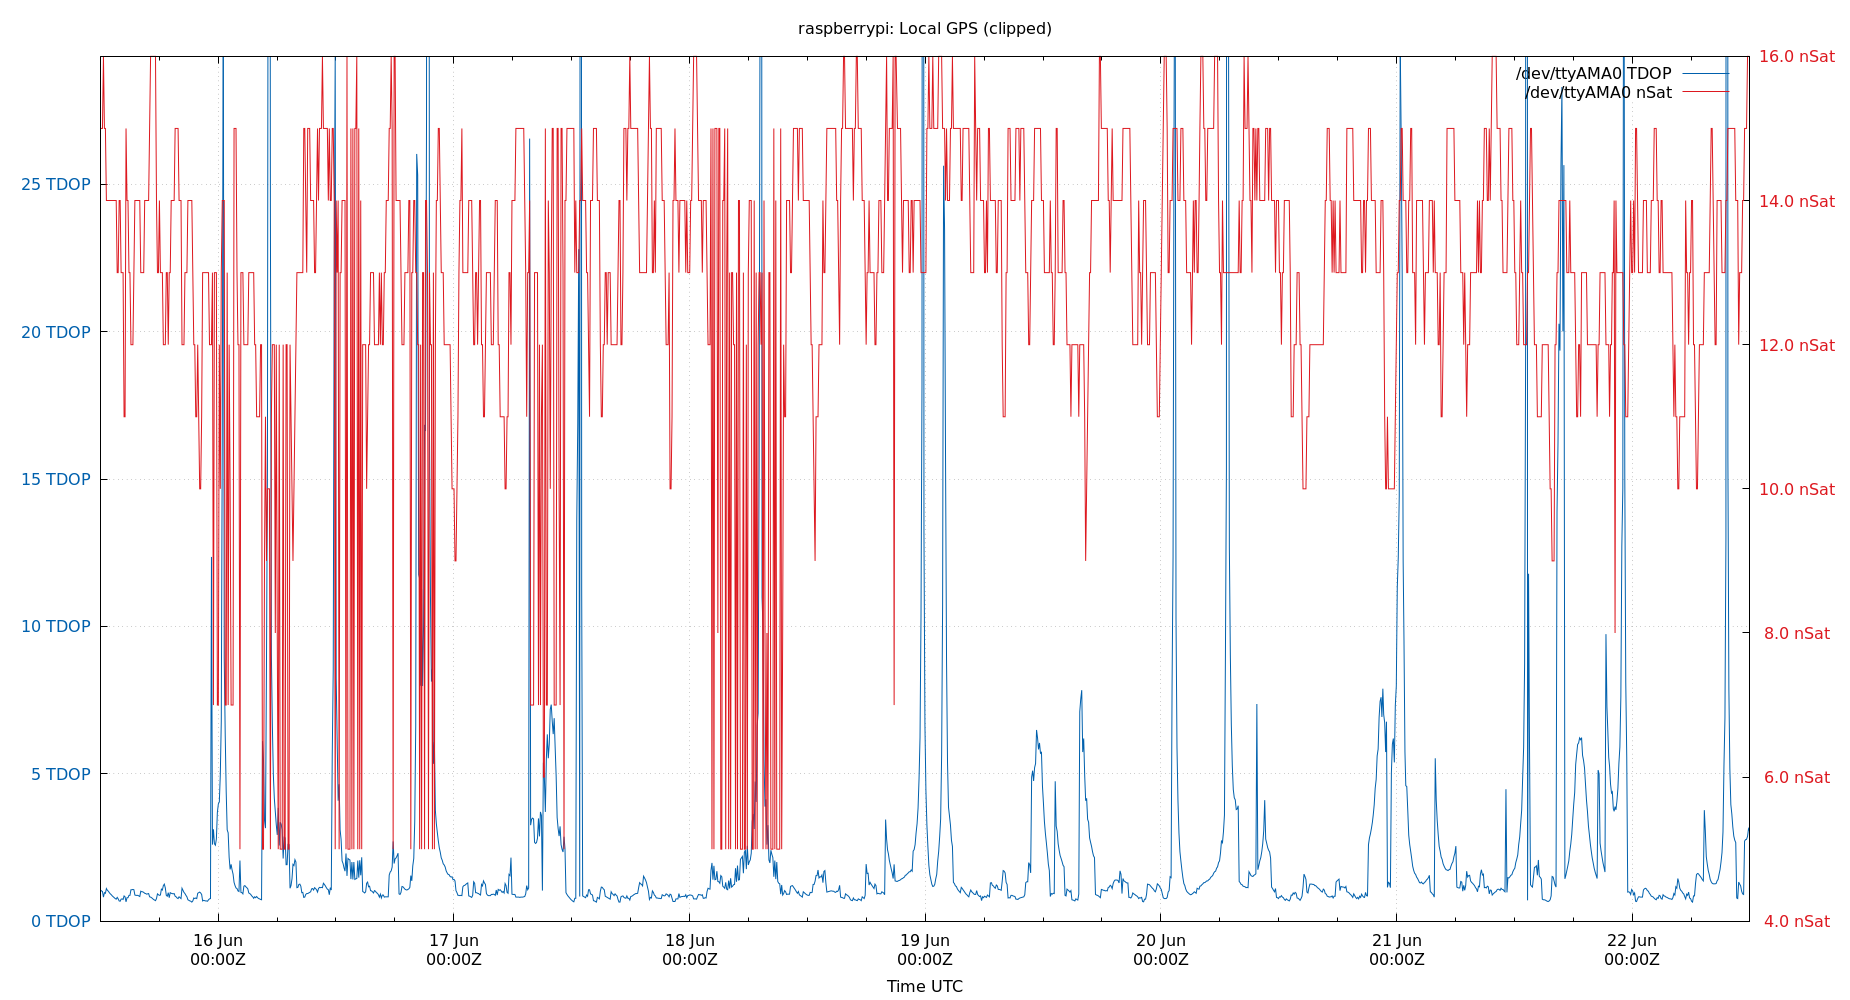 raspberrypi: Local GPS (clipped)
16.0 nSat
/dev/ttyAMA0 TDOP
/dev/ttyAMA0 nSat
25 TDOP
14.0 nSat
20 TDOP
12.0 nSat
15 TDOP
10.0 nSat
10 TDOP
8.0 nSat
5 TDOP
6.0 nSat
0 TDOP
4.0 nSat
16 Jun 17 Jun 18 Jun 19 Jun 20 Jun 21 Jun 22 Jun
00:00Z 00:00Z 00:00Z 00:00Z 00:00Z 00:00Z 00:00Z
Time UTC